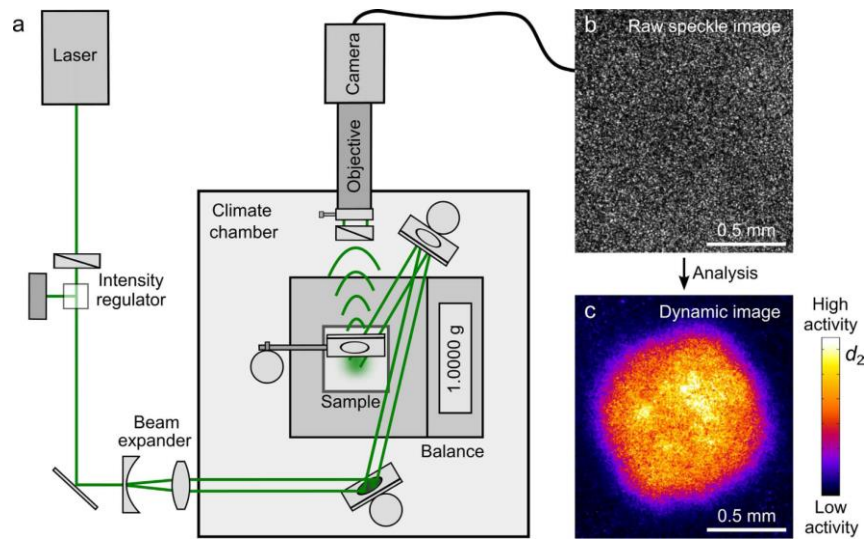 a
Laser
Camera
Objective
Climate
chamber
Intensity
regulator
Beam
expander
Sample
1.0000 g
Balance
b
Raw speckle image
0.5 mm
Analysis
c
Dynamic image
0.5 mm
High
activity
d₂
Low
activity